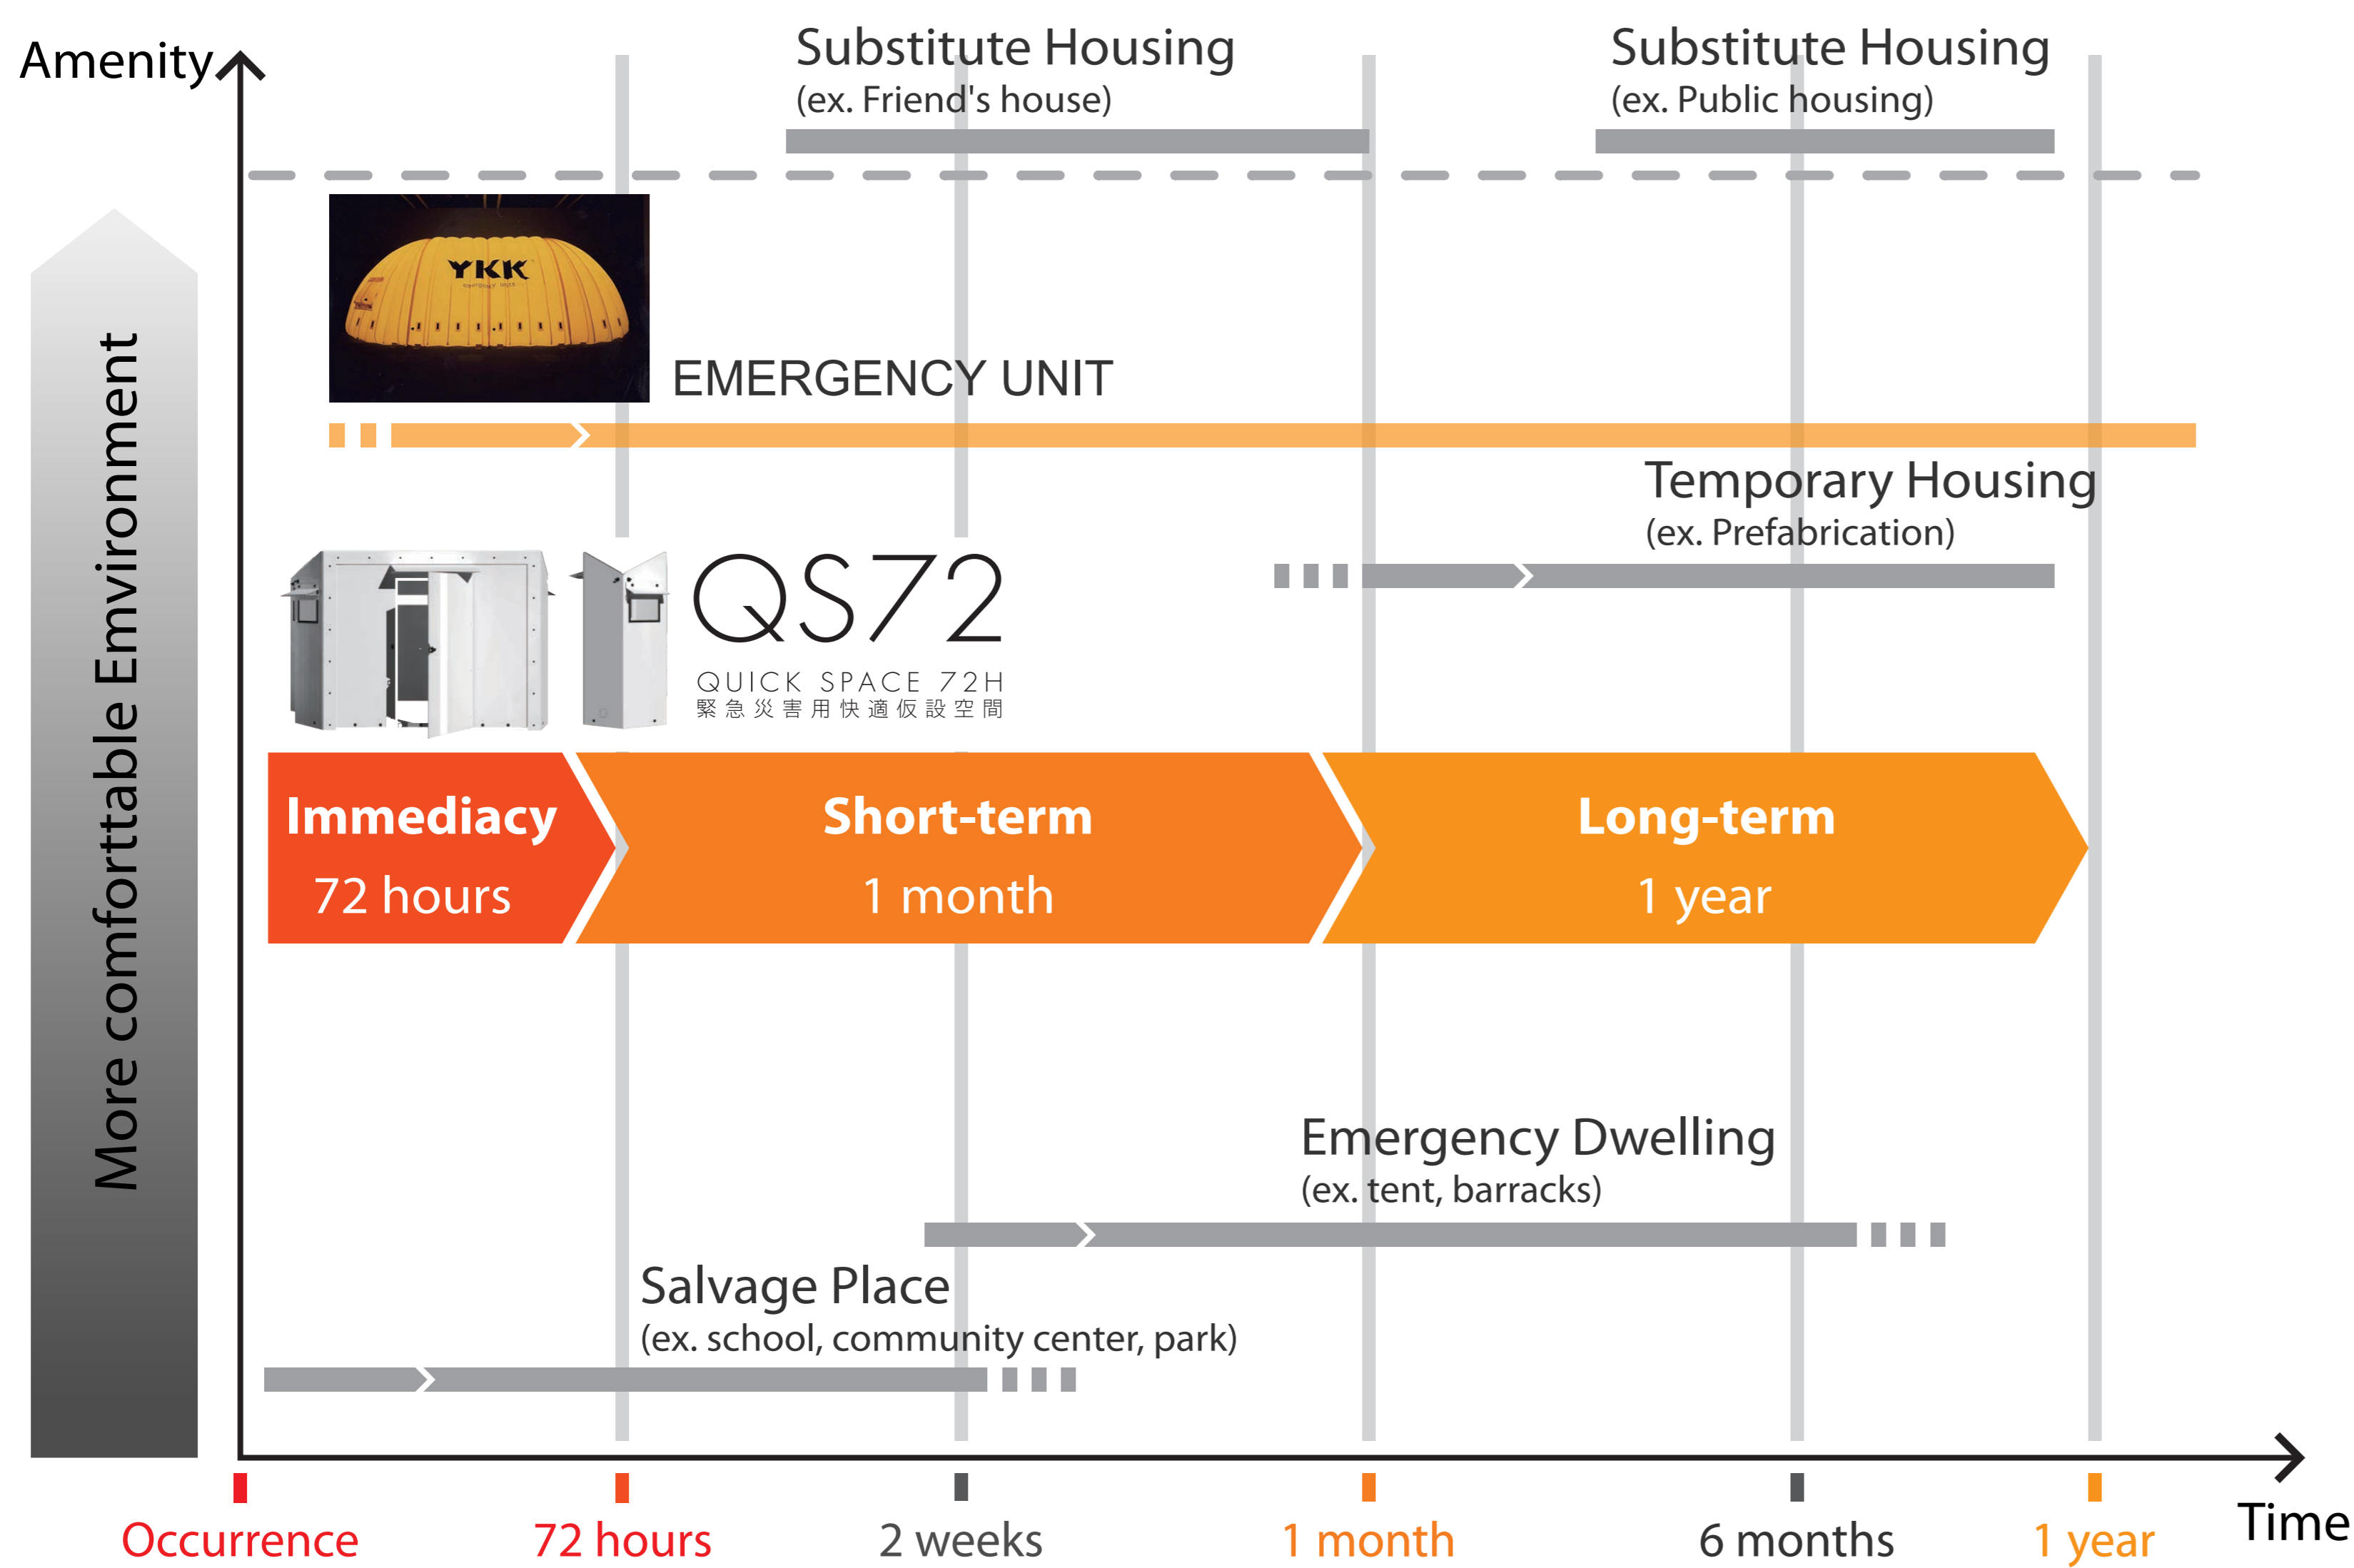 Amenity
Substitute Housing
(ex. Friend's house)
Substitute Housing
(ex. Public housing)
YKK
EMERGENCY UNIT
Temporary Housing
(ex. Prefabrication)
QS72
QUICK SPACE 72H
緊急災害用快適仮設空間
More comforttable Emvironment
Immediacy
72 hours
Short-term
1 month
Long-term
1 year
Emergency Dwelling
(ex. tent, barracks)
Salvage Place
(ex. school, community center, park)
Occurrence
72 hours
2 weeks
1 month
6 months
1 year
Time